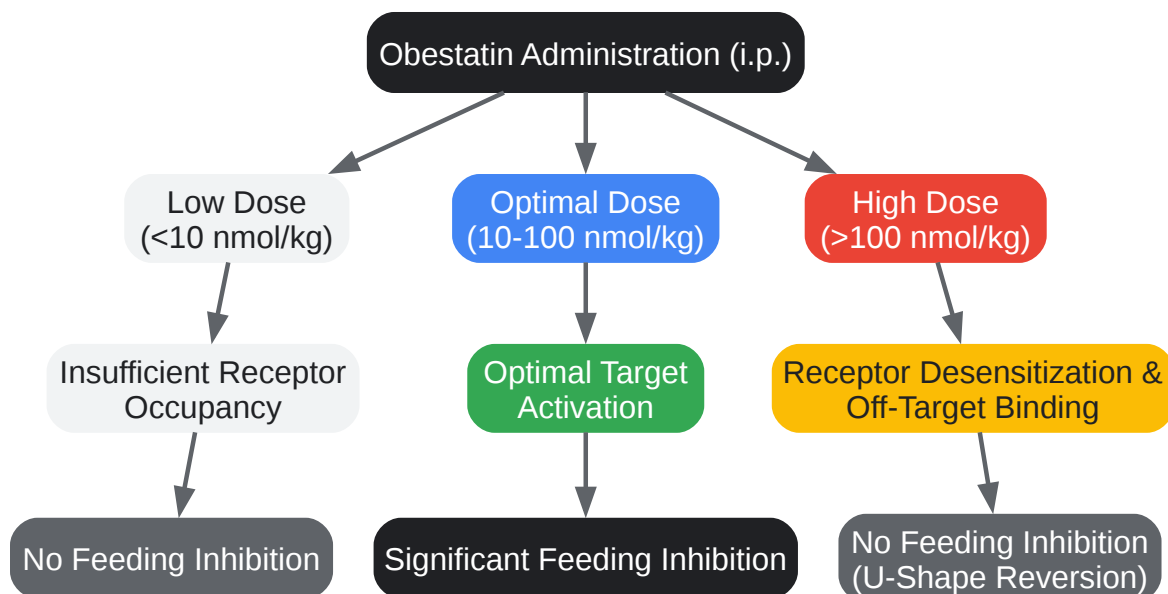 Obestatin Administration (i.p.)
Low Dose
(<10 nmol/kg)
Optimal Dose
(10-100 nmol/kg)
High Dose
(>100 nmol/kg)
Insufficient Receptor
Occupancy
Optimal Target
Activation
Receptor Desensitization &
Off-Target Binding
No Feeding Inhibition
Significant Feeding Inhibition
No Feeding Inhibition
(U-Shape Reversion)